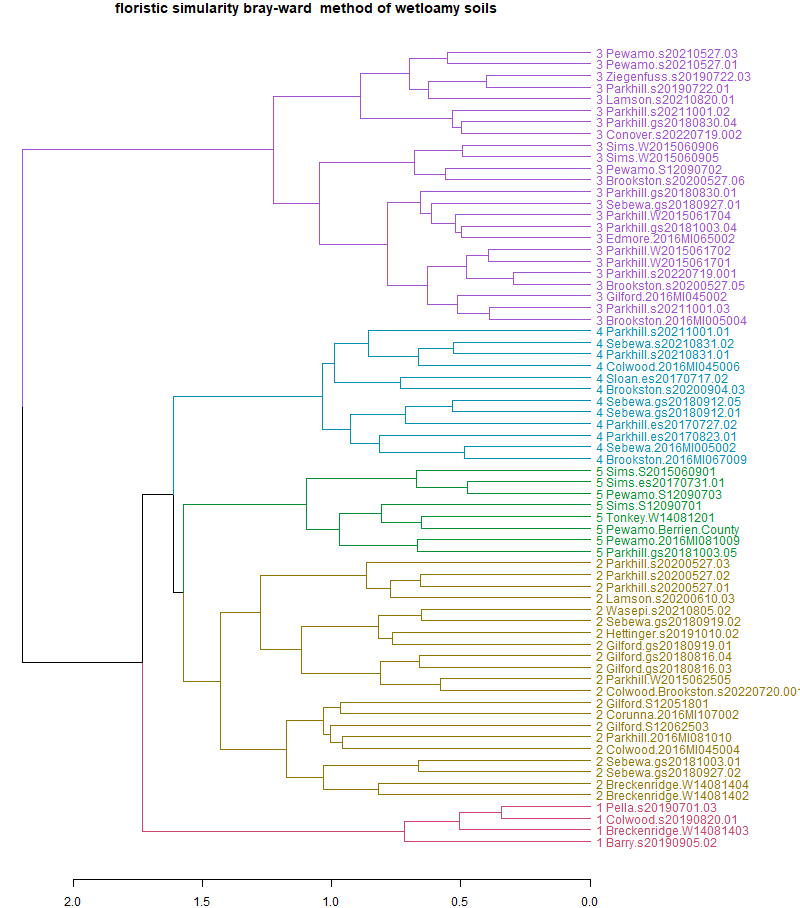 floristic simularity bray-ward method of wetloamy soils
3 Pewamo.s20210527.03
3 Pewamo.s20210527.01
3 Ziegenfuss.s20190722.03
3 Parkhill.s20190722.01
3 Lamson.s20210820.01
3 Parkhill.s20211001.02
3 Parkhill.gs20180830.04
3 Conover.s20220719.002
3 Sims.W2015060906
3 Sims.W2015060905
3 Pewamo.S12090702
3 Brookston.s20200527.06
3 Parkhill.gs20180830.01
3 Sebewa.gs20180927.01
3 Parkhill.W2015061704
3 Parkhill.gs20181003.04
3 Edmore.2016MI065002
3 Parkhill.W2015061702
3 Parkhill.W2015061701
3 Parkhill.s20220719.001
3 Brookston.s20200527.05
3 Gilford.2016MI045002
3 Parkhill.s20211001.03
3 Brookston.2016MI005004
4 Parkhill.s20211001.01
4 Sebewa.s20210831.02
4 Parkhill.s20210831.01
4 Colwood.2016MI045006
4 Sloan.es20170717.02
4 Brookston.s20200904.03
4 Sebewa.gs20180912.05
4 Sebewa.gs20180912.01
4 Parkhill.es20170727.02
4 Parkhill.es20170823.01
4 Sebewa.2016MI005002
4 Brookston.2016MI067009
5 Sims.S2015060901
5 Sims.es20170731.01
5 Pewamo.S12090703
5 Sims.S12090701
5 Tonkey.W14081201
5 Pewamo.Berrien.County
5 Pewamo.2016MI081009
5 Parkhill.gs20181003.05
2 Parkhill.s20200527.03
2 Parkhill.s20200527.02
2 Parkhill.s20200527.01
2 Lamson.s20200610.03
2 Wasepi.s20210805.02
2 Sebewa.gs20180919.02
2 Hettinger.s20191010.02
2 Gilford.gs20180919.01
2 Gilford.gs20180816.04
2 Gilford.gs20180816.03
2 Parkhill.W2015062505
2 Colwood.Brookston.s20220720.001
2 Gilford.S12051801
2 Corunna.2016MI107002
2 Gilford.S12062503
2 Parkhill.2016MI081010
2 Colwood.2016MI045004
2 Sebewa.gs20181003.01
2 Sebewa.gs20180927.02
2 Breckenridge.W14081404
2 Breckenridge.W14081402
1 Pella.s20190701.03
1 Colwood.s20190820.01
1 Breckenridge.W14081403
1 Barry.s20190905.02
2.0 1.5 1.0 0.5 0.0